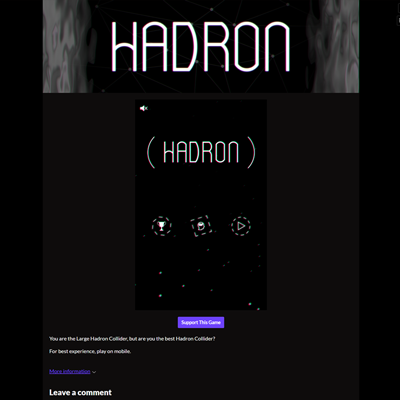 HADRON
( HADRON )
Support This Game
You are the Large Hadron Collider, but are you the best Hadron Collider?
For best experience, play on mobile.
More information
Leave a comment